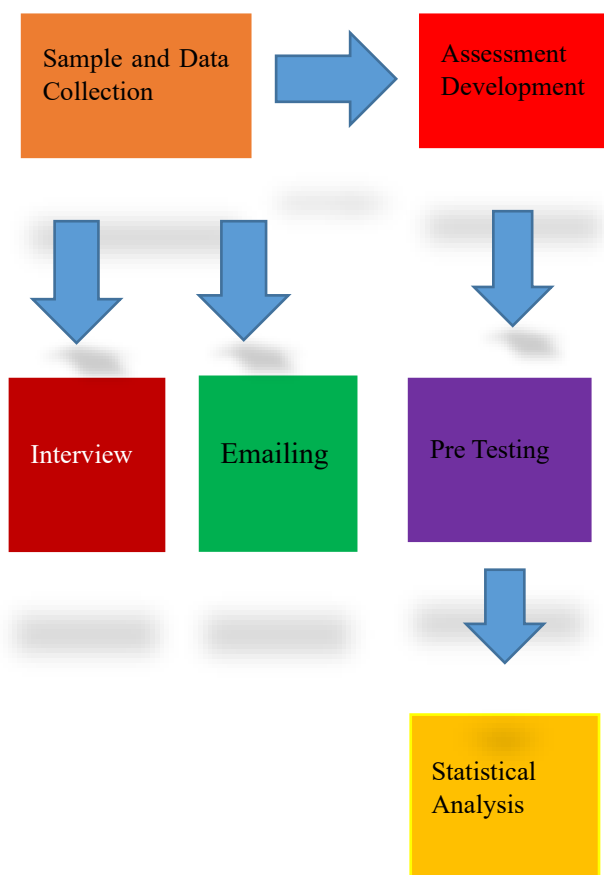 Sample and Data
Collection
Assessment
Development
Interview
Emailing
Pre Testing
Statistical
Analysis